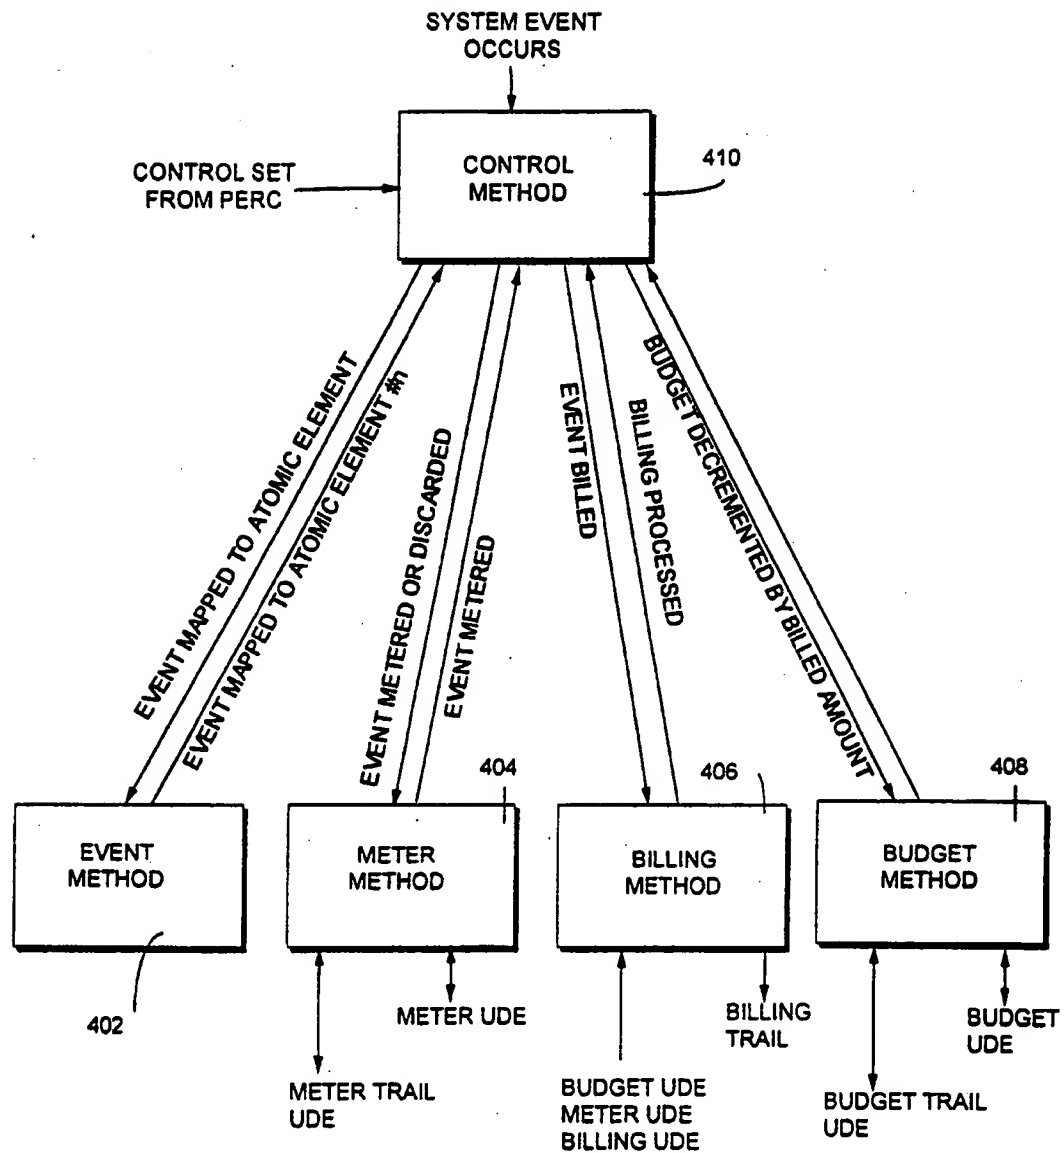 SYSTEM EVENT
OCCURS
CONTROL SET
FROM PERC
CONTROL
METHOD
410
EVENT MAPPED TO ATOMIC ELEMENT
EVENT MAPPED TO ATOMIC ELEMENT #n
EVENT METERED OR DISCARDED
EVENT METERED
EVENT BILLED
BILLING PROCESSED
BUDGET DECREMENTED BY BILLED AMOUNT
404
406
408
EVENT
METHOD
METER
METHOD
BILLING
METHOD
BUDGET
METHOD
402
METER UDE
BILLING
TRAIL
BUDGET
UDE
METER TRAIL
UDE
BUDGET UDE
METER UDE
BILLING UDE
BUDGET TRAIL
UDE